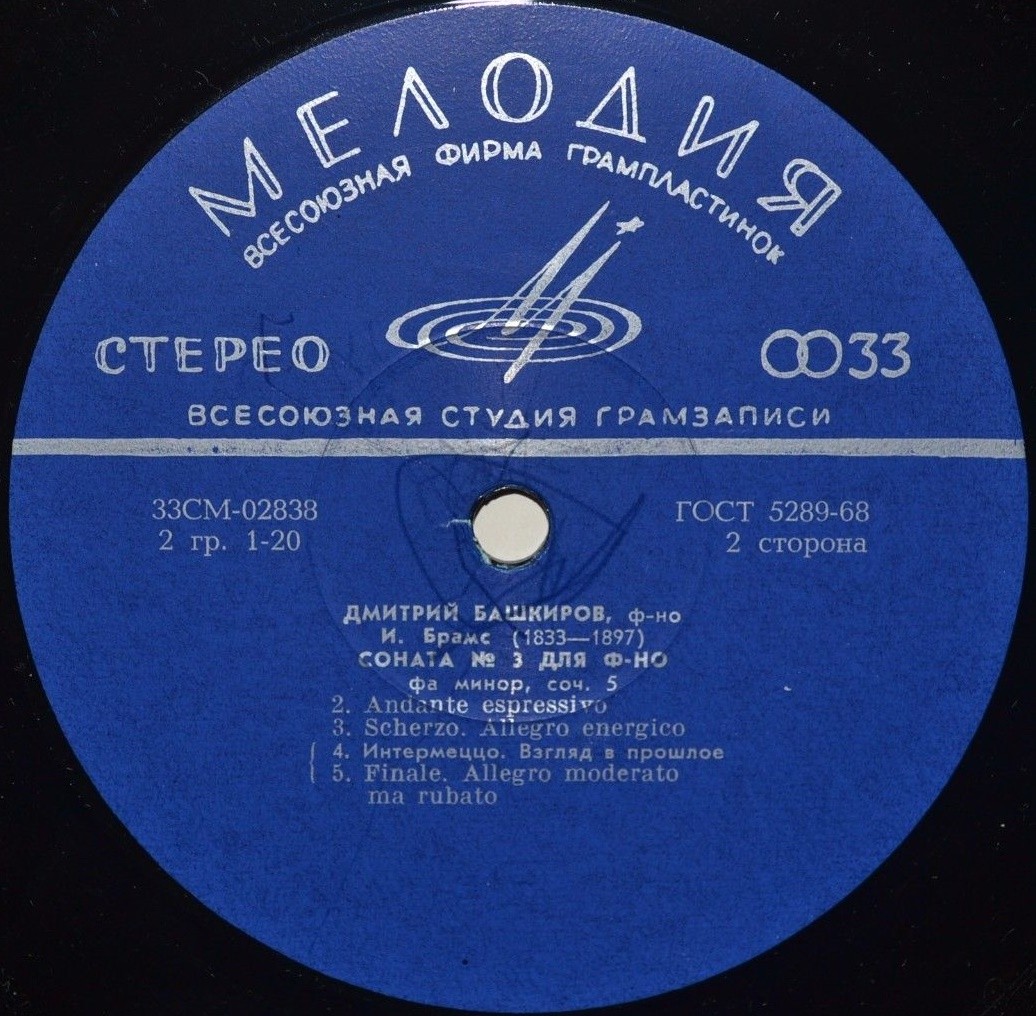 МЕЛОДИЯ
ВСЕСОЮЗНАЯ ФИРМА ГРАМПЛАСТИНОК
СТЕРЕО
33
ВСЕСОЮЗНАЯ СТУДИЯ ГРАМЗАПИСИ
33СМ-02838
ГОСТ 5289-68
2 гр. 1-20
2 сторона
ДМИТРИЙ БАШКИРОВ, ф-но
И. Брамс (1833—1897)
СОНАТА № 3 ДЛЯ Ф-НО
фа минор, соч. 5
2. Andante espressivo
3. Scherzo. Allegro energico
4. Интермеццо. Взгляд в прошлое
5. Finale. Allegro moderato
ma rubato